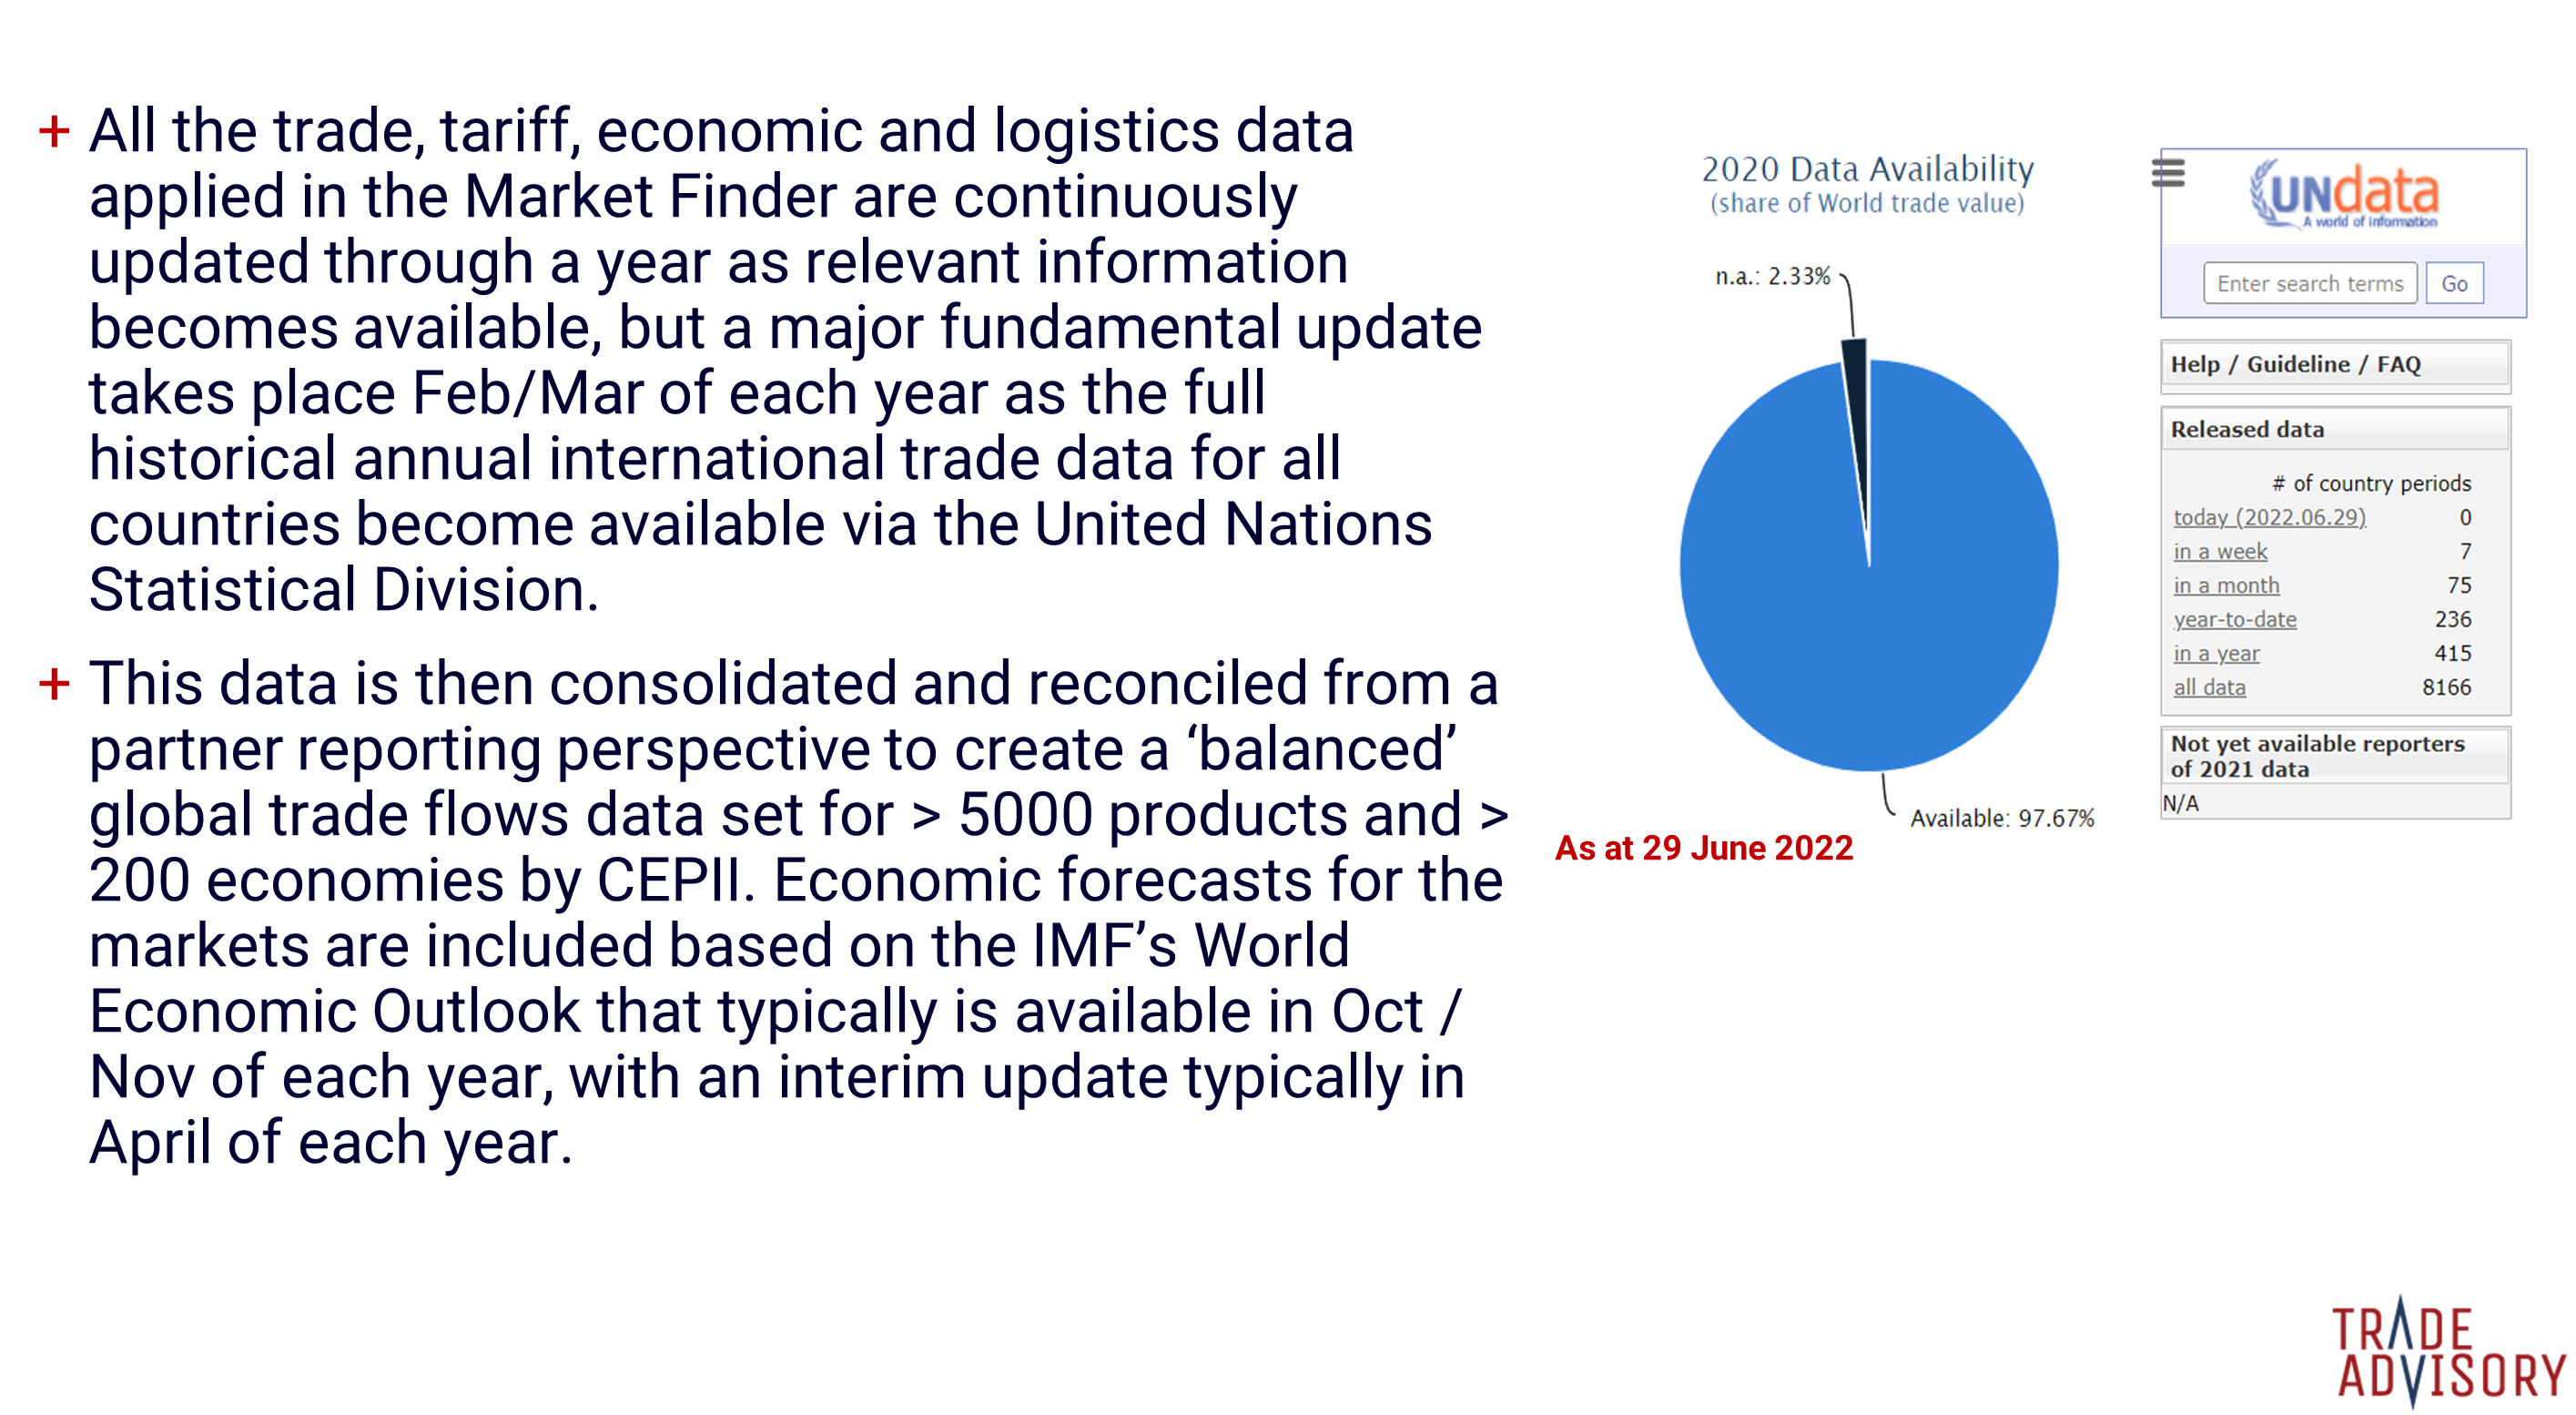 + All the trade, tariff, economic and logistics data
applied in the Market Finder are continuously
updated through a year as relevant information
becomes available, but a major fundamental update
takes place Feb/Mar of each year as the full
historical annual international trade data for all
countries become available via the United Nations
Statistical Division.
+ This data is then consolidated and reconciled from a
partner reporting perspective to create a ‘balanced’
global trade flows data set for > 5000 products and >
200 economies by CEPII. Economic forecasts for the
markets are included based on the IMF’s World
Economic Outlook that typically is available in Oct /
Nov of each year, with an interim update typically in
April of each year.
2020 Data Availability
(share of World trade value)
n.a.: 2.33%
Available: 97.67%
As at 29 June 2022
UNdata
A world of information
Enter search terms Go
Help / Guideline / FAQ
Released data
# of country periods
today (2022.06.29) 0
in a week 7
in a month 75
year-to-date 236
in a year 415
all data 8166
Not yet available reporters
of 2021 data
N/A
TRADE
ADVISORY